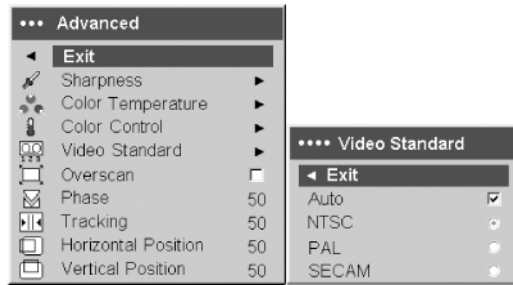 Advanced
Exit
Sharpness
Color Temperature
Color Control
Video Standard
Overscan
Phase 50
Tracking 50
Horizontal Position 50
Vertical Position 50
Video Standard
Exit
Auto
NTSC
PAL
SECAM